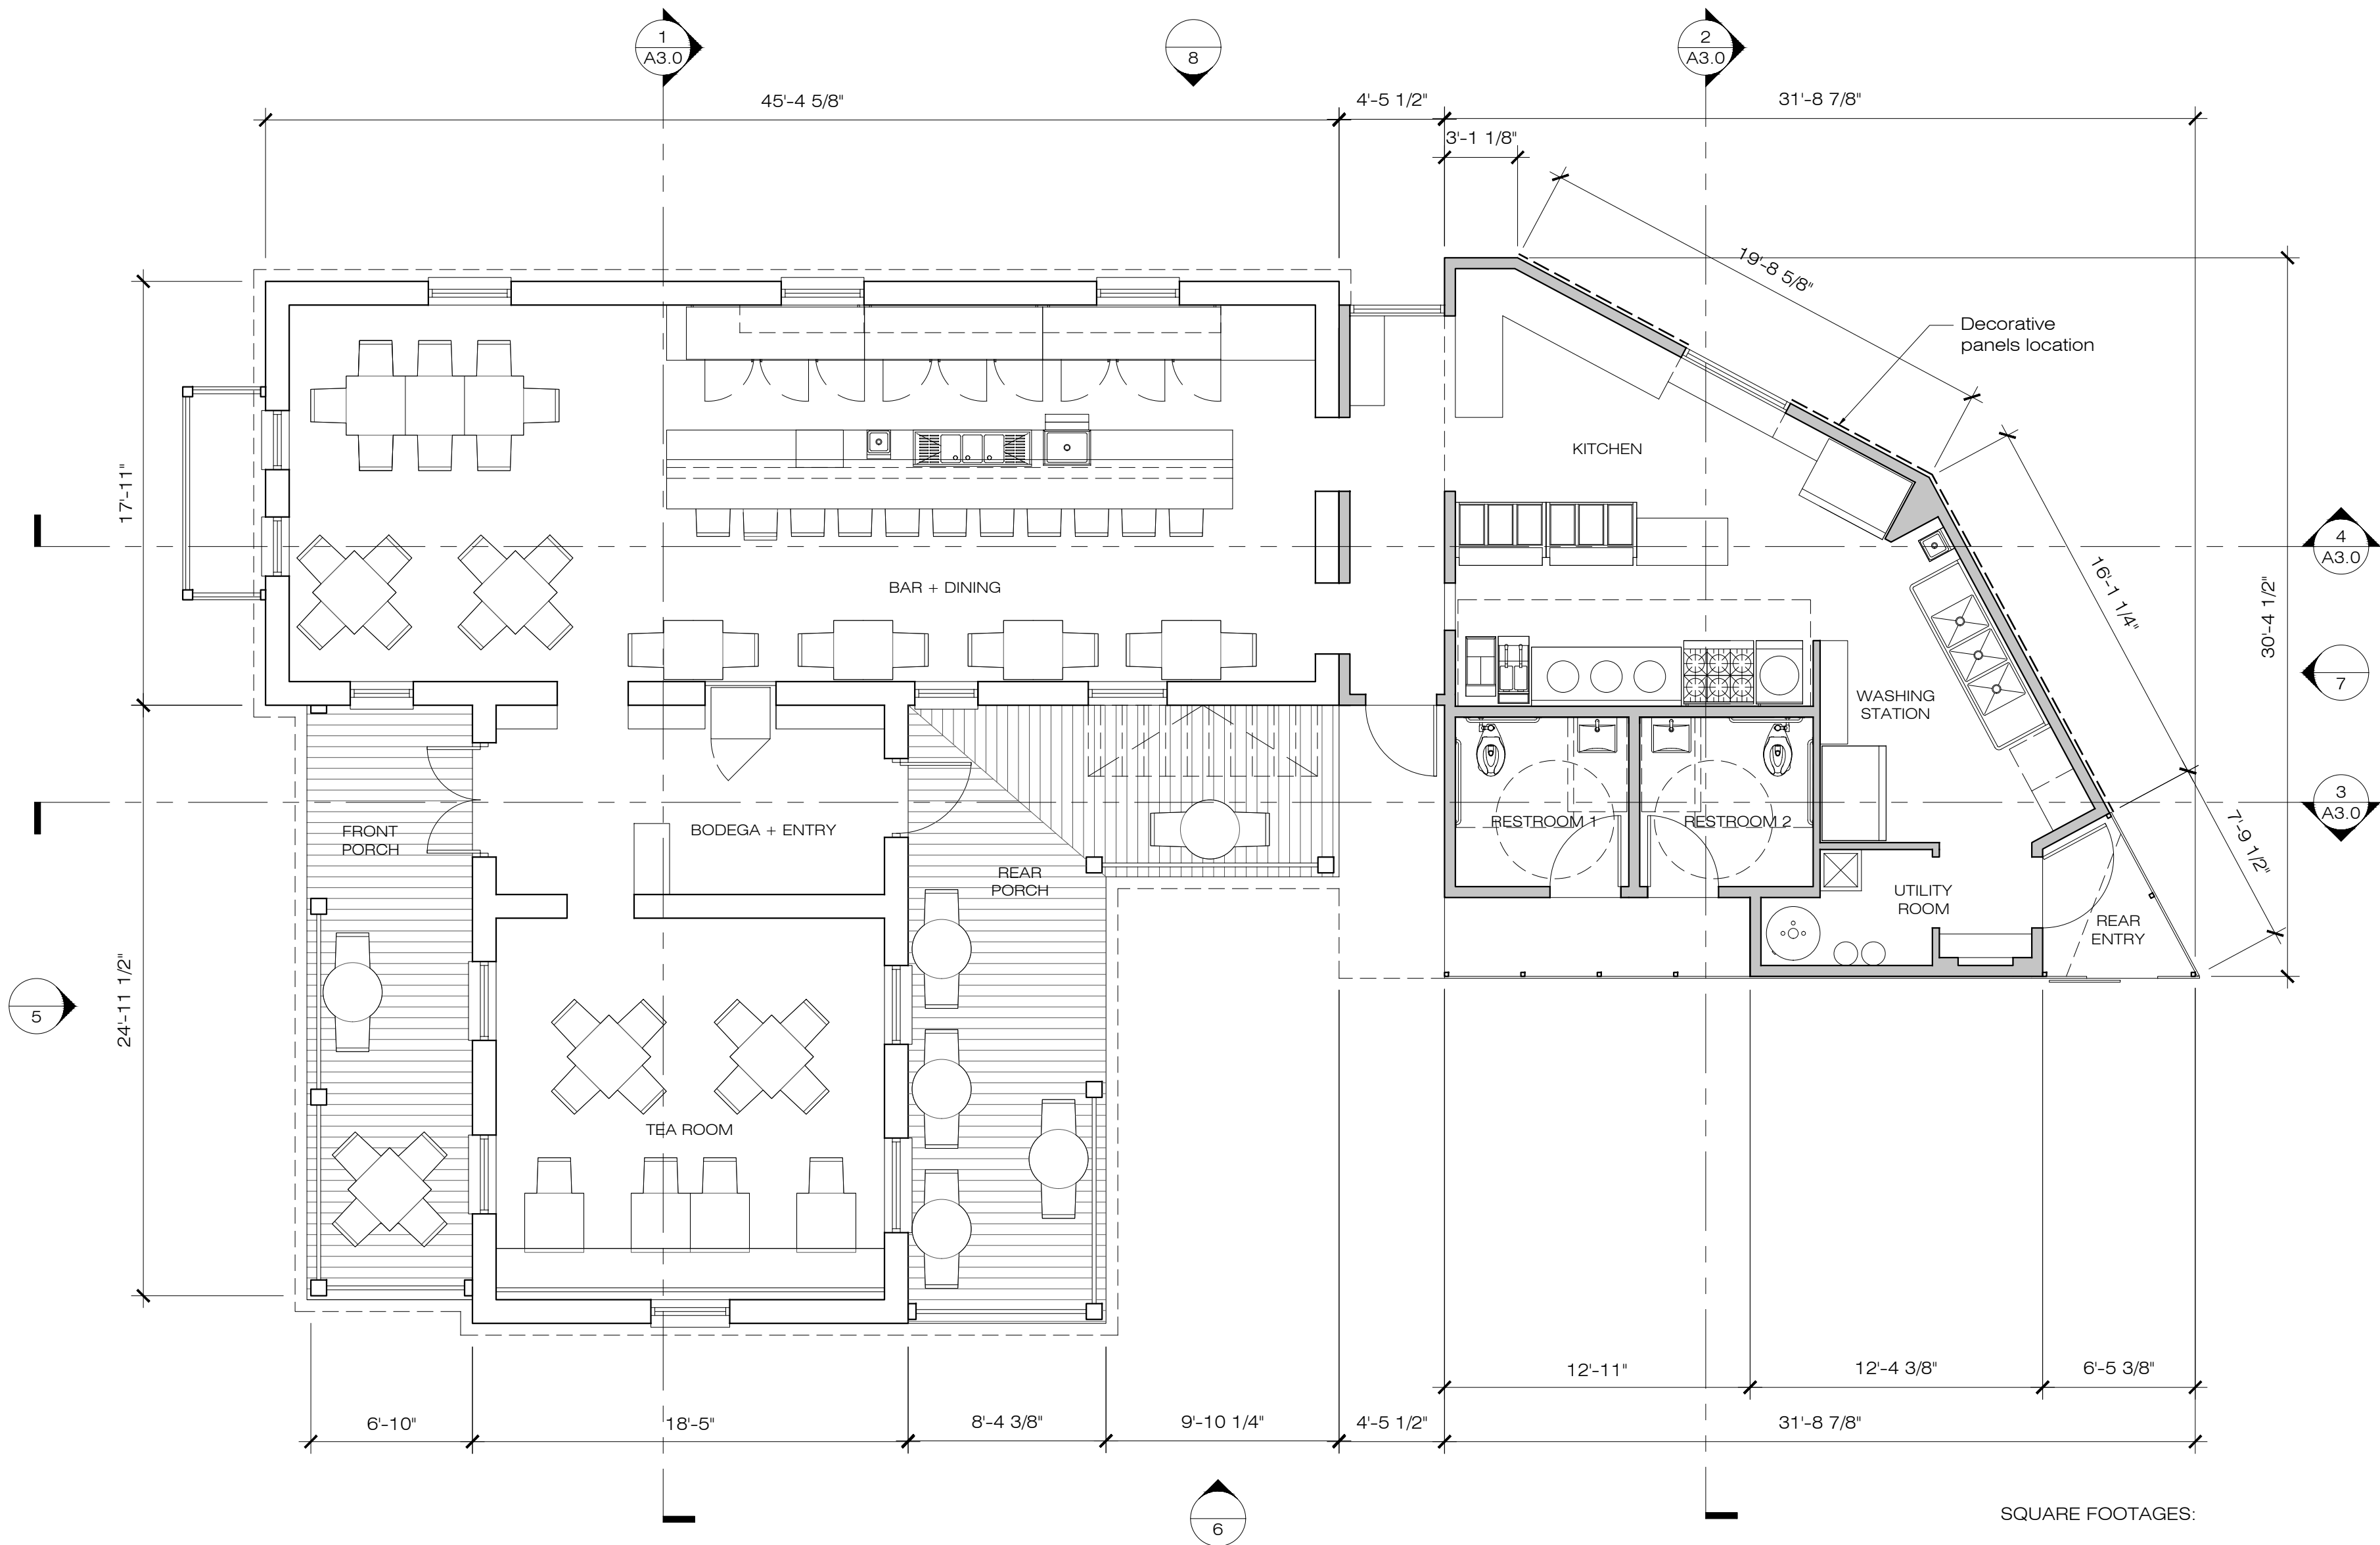 1
A3.0
8
2
A3.0
45'-4 5/8"
4'-5 1/2"
31'-8 7/8"
3'-1 1/8"
19'-8 5/8"
Decorative
panels location
KITCHEN
17'-11"
4
A3.0
BAR + DINING
16'-1 1/4"
30'-4 1/2"
7
WASHING
STATION
3
A3.0
FRONT
PORCH
BODEGA + ENTRY
RESTROOM 1
RESTROOM 2
7'-9 1/2"
REAR
PORCH
UTILITY
ROOM
REAR
ENTRY
24'-11 1/2"
5
TEA ROOM
12'-11"
12'-4 3/8"
6'-5 3/8"
6'-10"
18'-5"
8'-4 3/8"
9'-10 1/4"
4'-5 1/2"
31'-8 7/8"
6
SQUARE FOOTAGES: